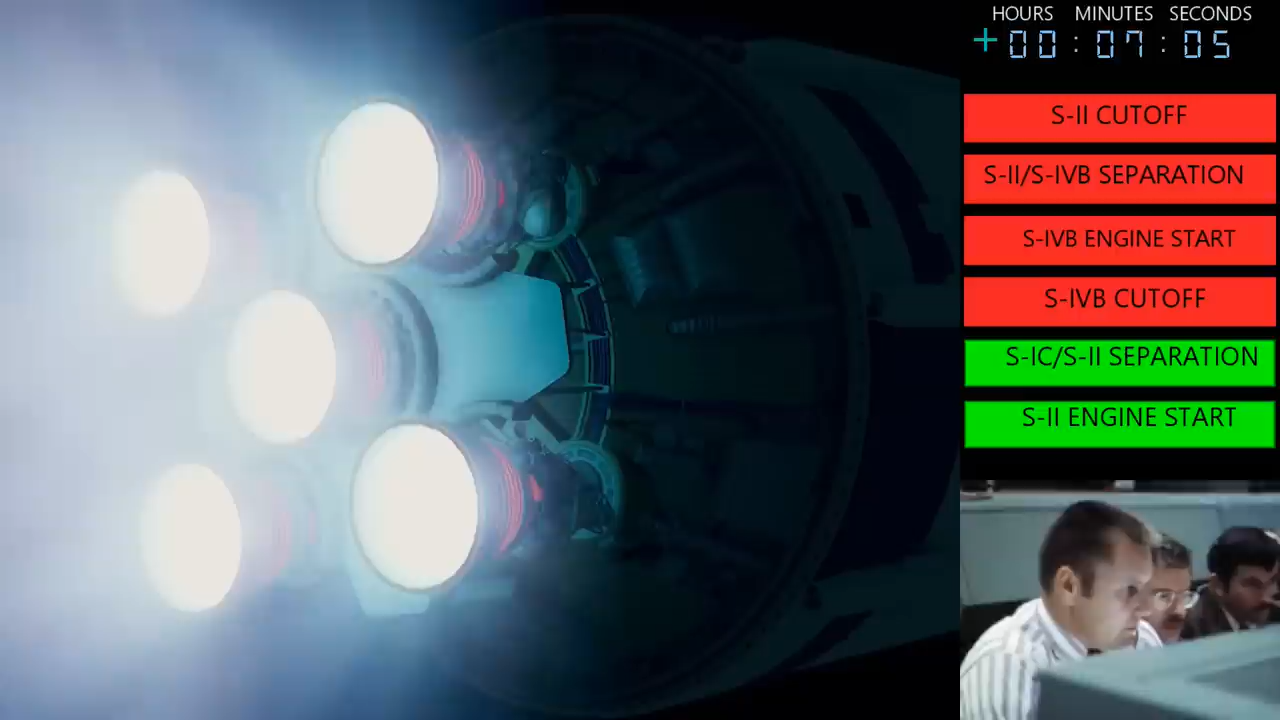 HOURS MINUTES SECONDS
+ 00 : 07 : 05
S-II CUTOFF
S-II/S-IVB SEPARATION
S-IVB ENGINE START
S-IVB CUTOFF
S-IC/S-II SEPARATION
S-II ENGINE START